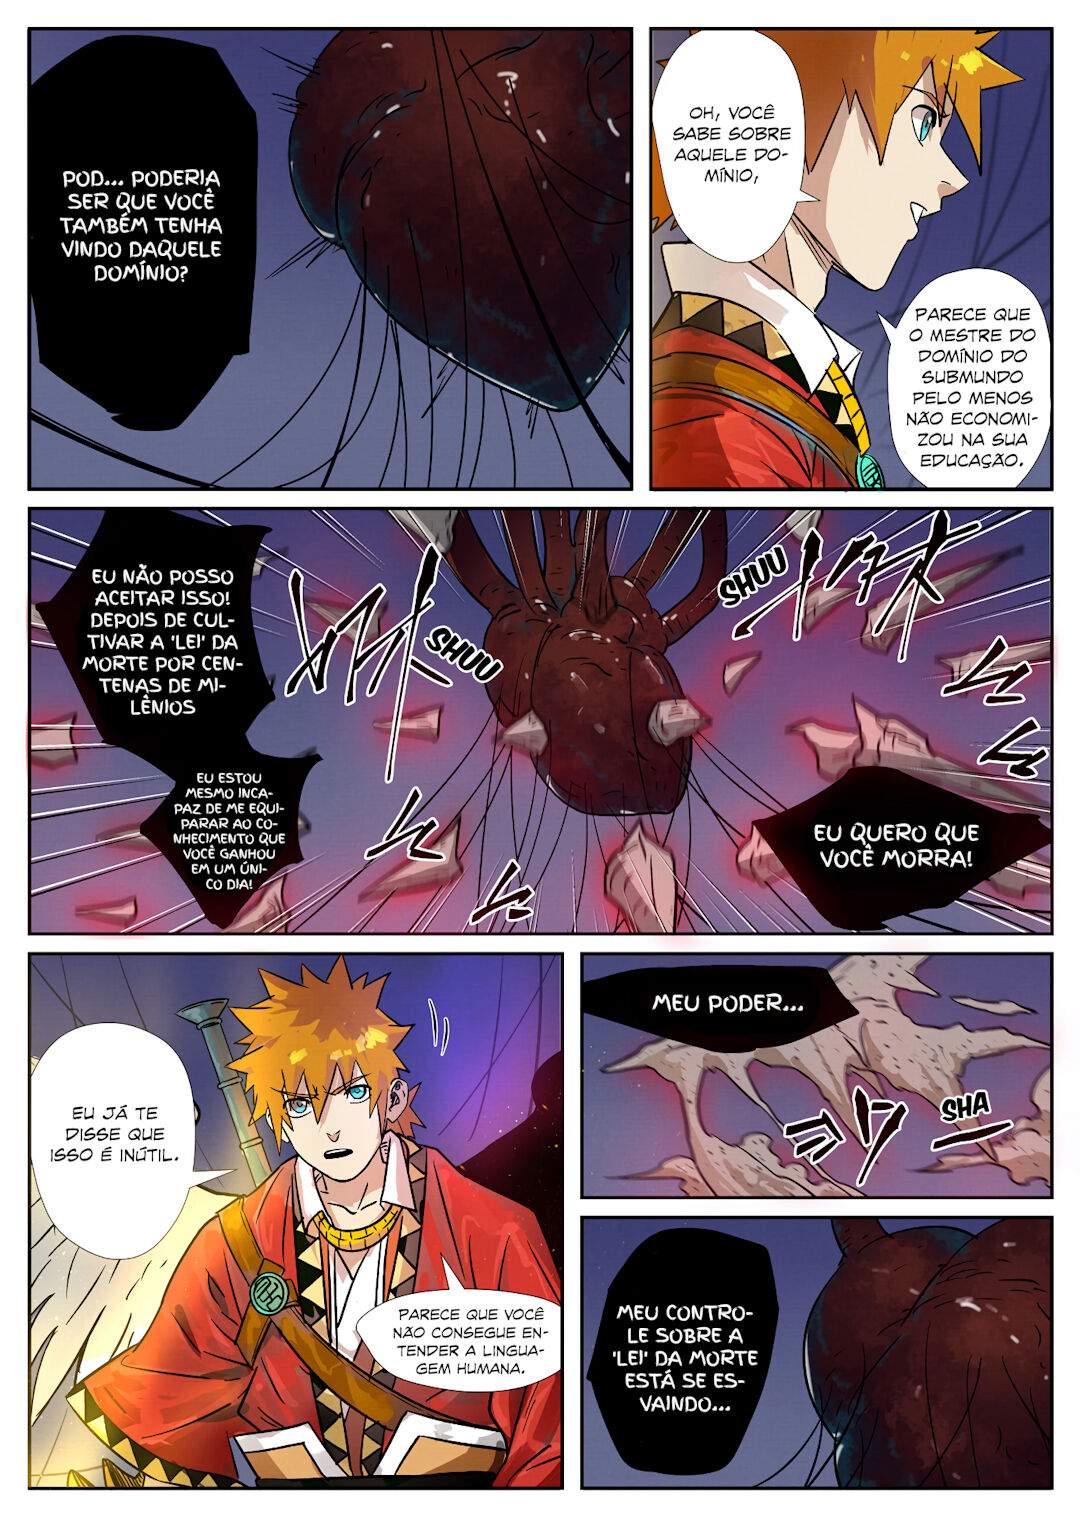 POD... PODERIA
SER QUE VOCÊ
TAMBÉM TENHA
VINDO DAQUELE
DOMÍNIO?
OH, VOCÊ
SABE SOBRE
AQUELE DO-
MÍNIO,
PARECE QUE
O MESTRE DO
DOMÍNIO DO
SUBMUNDO
PELO MENOS
NÃO ECONOMI-
ZOU NA SUA
EDUCAÇÃO.
EU NÃO POSSO
ACEITAR ISSO!
DEPOIS DE CUL-
TIVAR A 'LEI' DA
MORTE POR CEN-
TENAS DE MI-
LÊNIOS
SHUU
SHUU
EU ESTOU
MESMO INCA-
PAZ DE ME EQUI-
PARAR AO CO-
NHECIMENTO QUE
VOCÊ GANHOU
EM UM ÚNI-
CO DIA!
EU QUERO QUE
VOCÊ MORRA!
EU JÁ TE
DISSE QUE
ISSO É INÚTIL.
PARECE QUE VOCÊ
NÃO CONSEGUE EN-
TENDER A LINGUA-
GEM HUMANA.
MEU PODER...
SHA
MEU CONTRO-
LE SOBRE A
'LEI' DA MORTE
ESTÁ SE ES-
VAINDO...